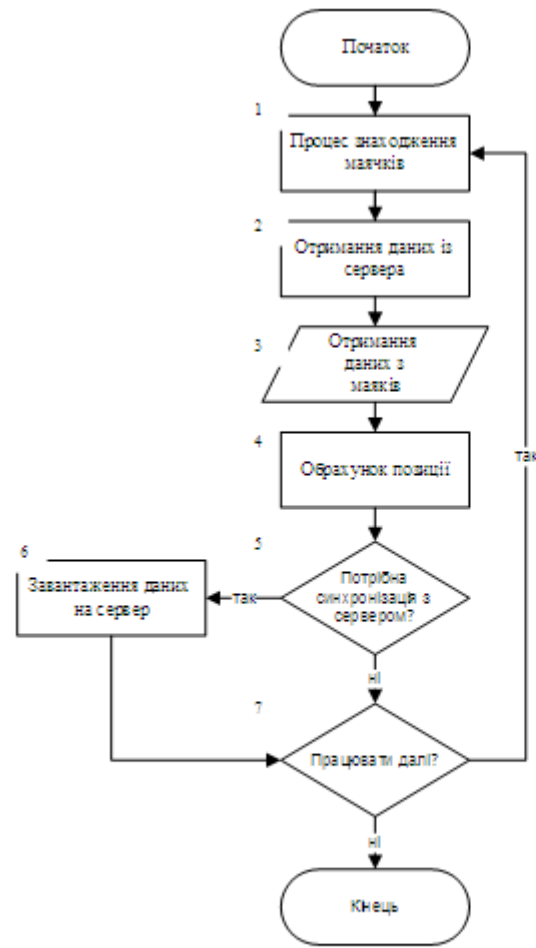 Початок
1
Процес знаходження
маячків
2
Отримання даних із
сервера
3
Отримання
даних з
маяків
4
Обрахунок позиції
так
5
Потрібна
синхронізація з
сервером?
6
Завантаження даних
на сервер
так
ні
7
Працювати далі?
ні
Кінець